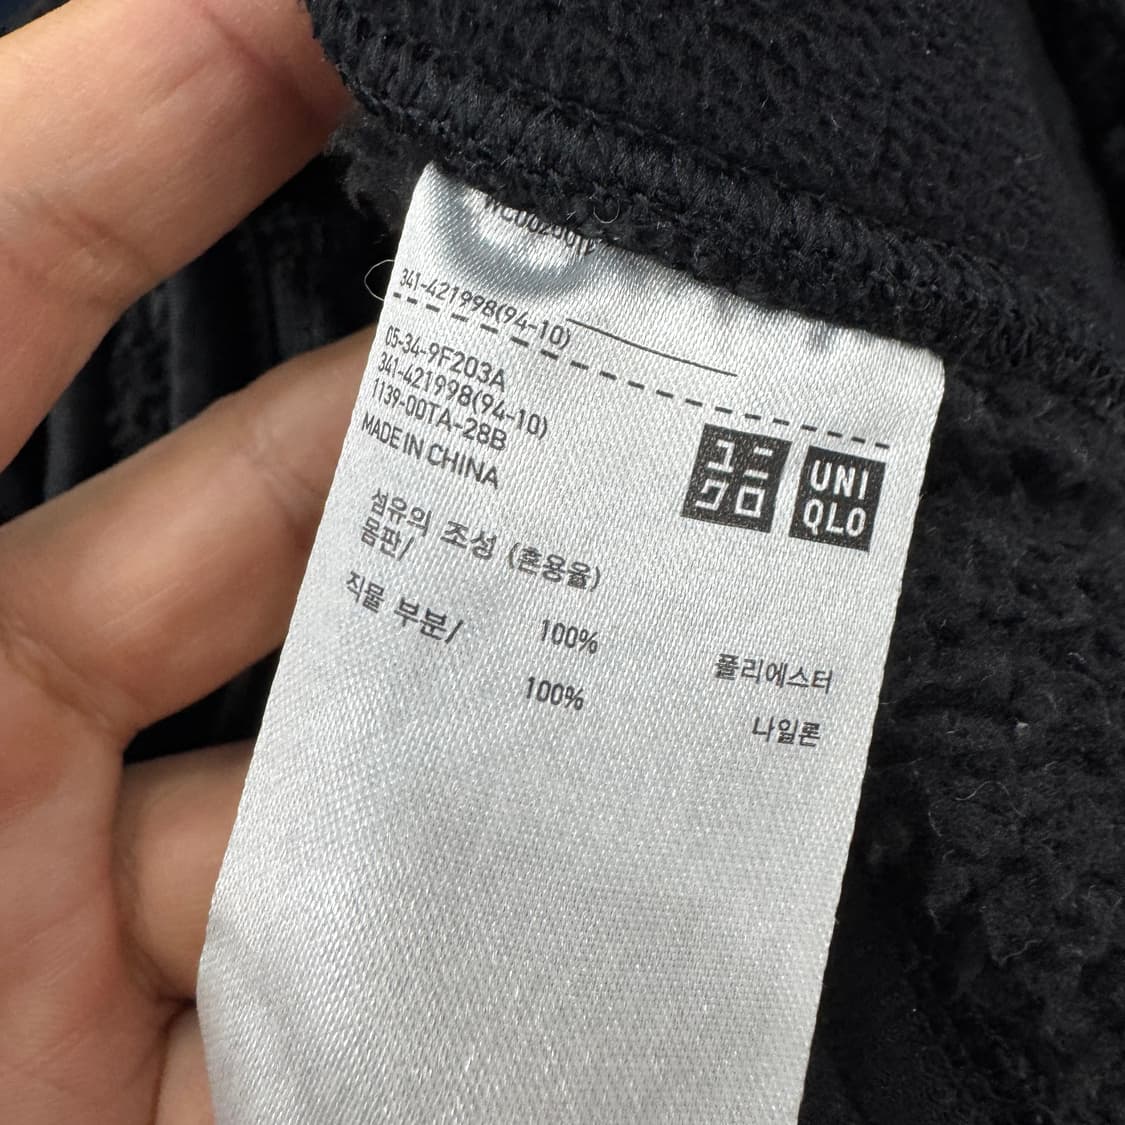 341-421998(94-10)
05-34-9F203A
341-421998(94-10)
1139-00TA-28B
MADE IN CHINA
ユニ
クロ
UNI
QLO
섬유의 조성 (혼용율)
몸판/
100% 폴리에스터
직물 부분/
100% 나일론